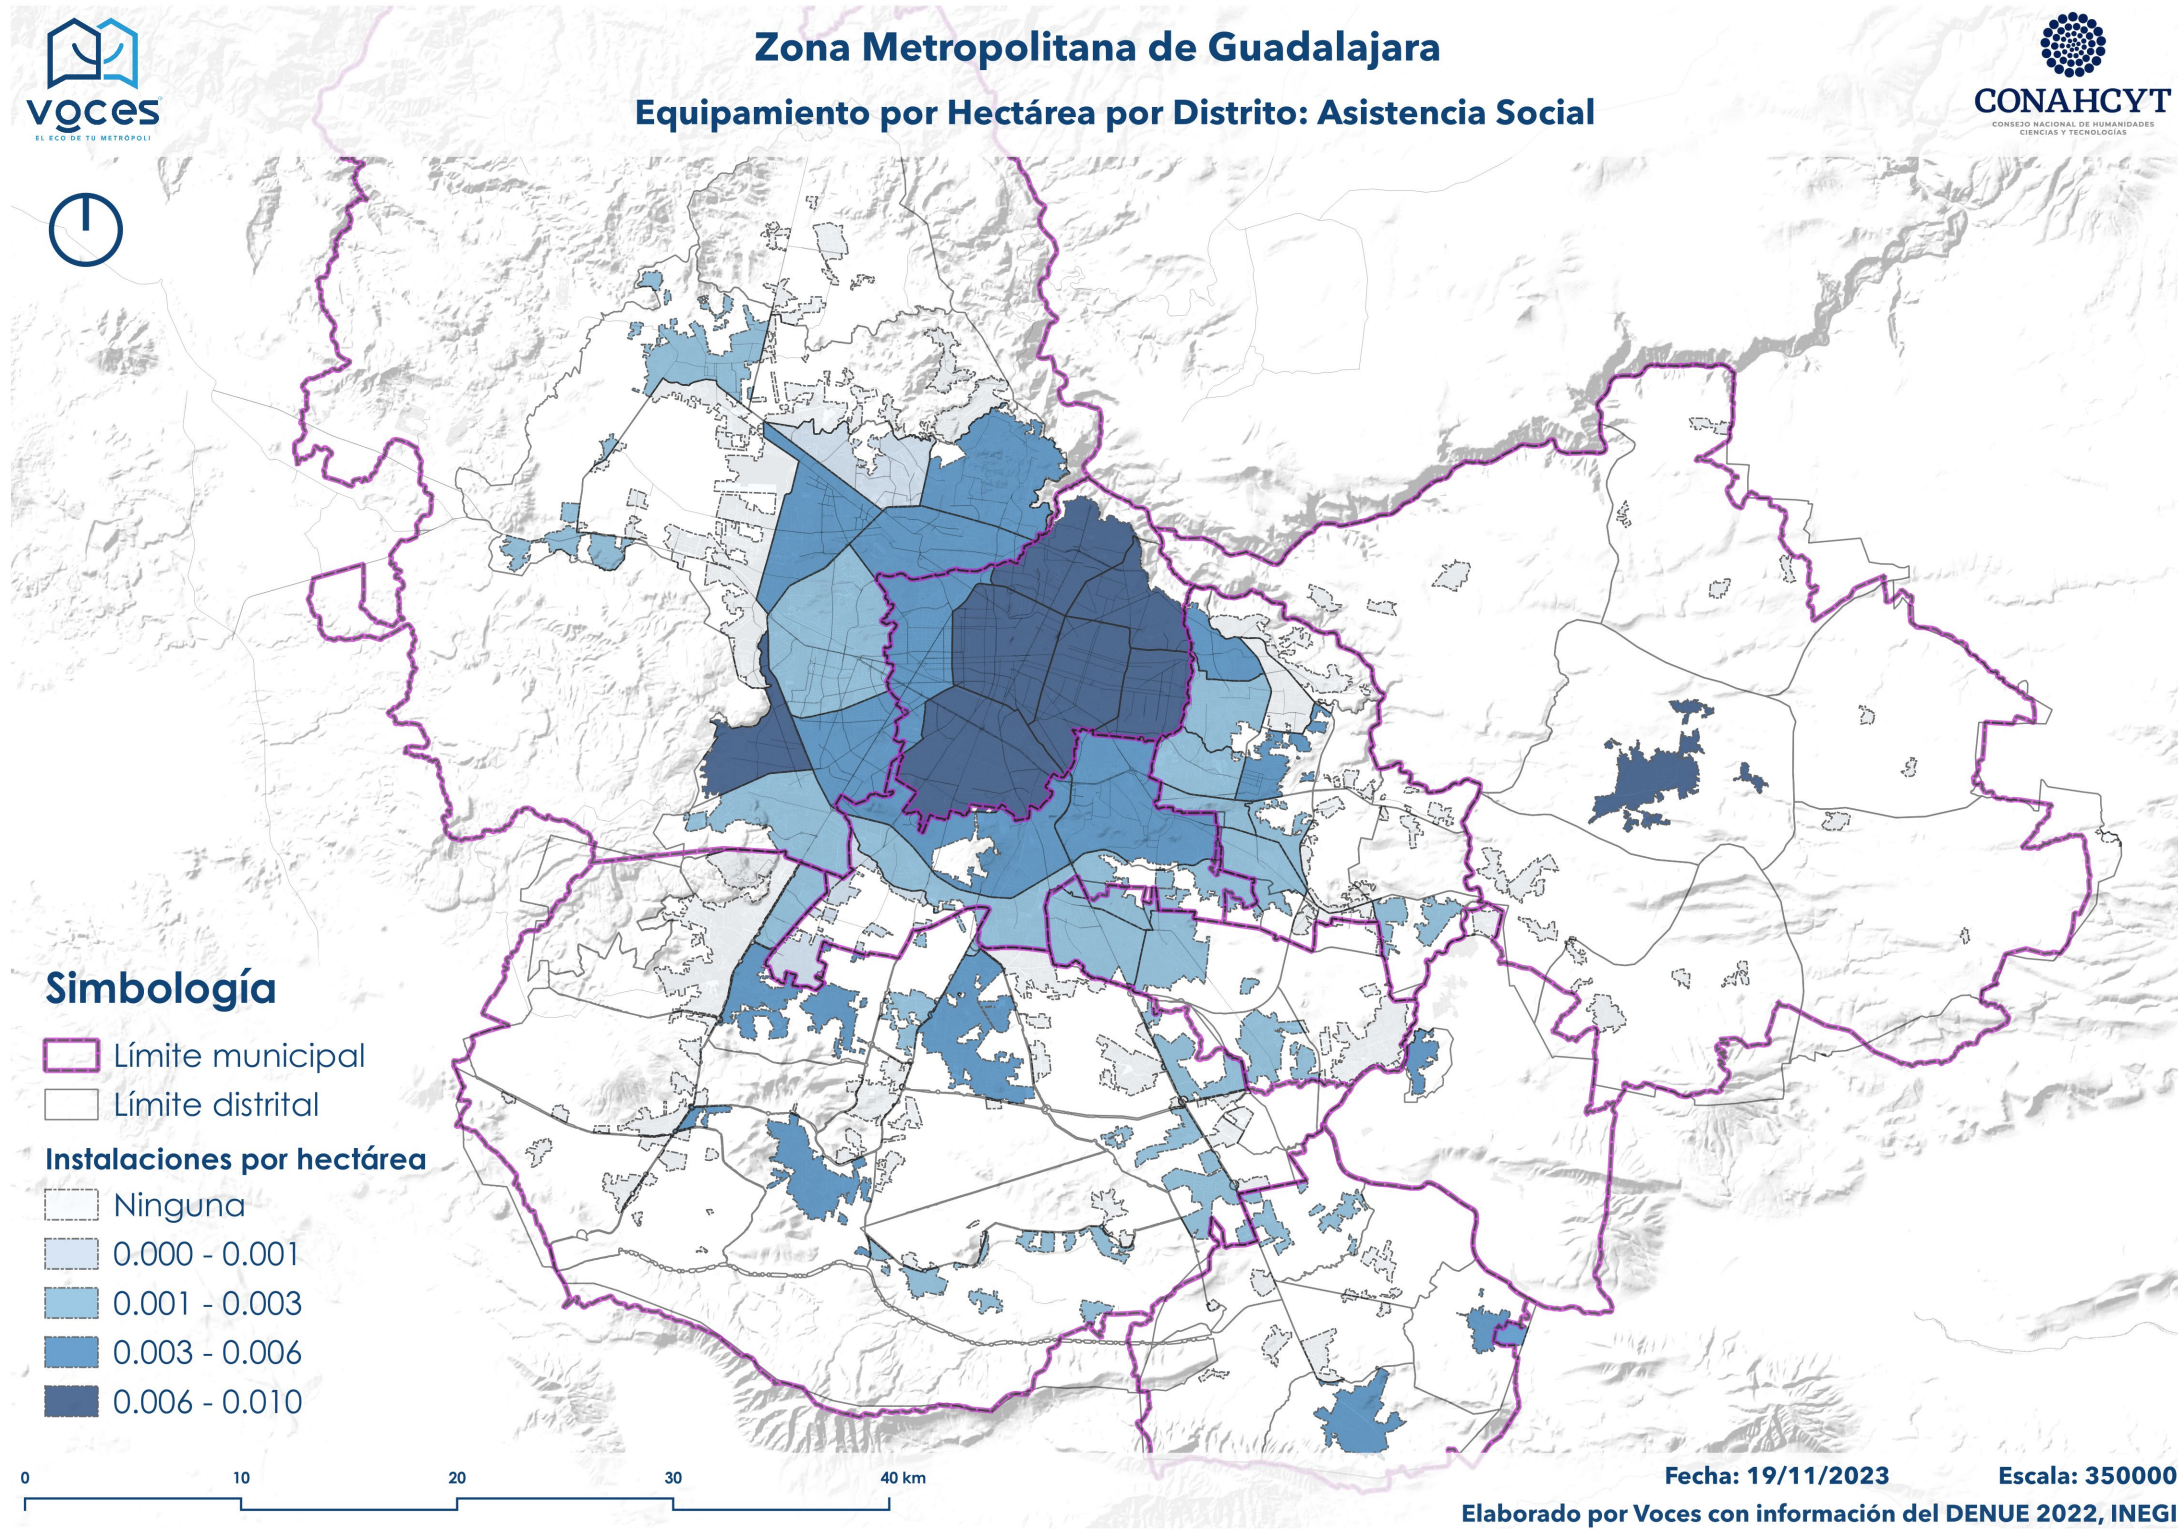 Zona Metropolitana de Guadalajara
Equipamiento por Hectárea por Distrito: Asistencia Social
voces
EL ECO DE TU METRÓPOLI
CONAHCYT
CONSEJO NACIONAL DE HUMANIDADES
CIENCIAS Y TECNOLOGÍAS
Simbología
Límite municipal
Límite distrital
Instalaciones por hectárea
Ninguna
0.000 - 0.001
0.001 - 0.003
0.003 - 0.006
0.006 - 0.010
0 10 20 30 40 km
Fecha: 19/11/2023 Escala: 350000
Elaborado por Voces con información del DENUE 2022, INEGI